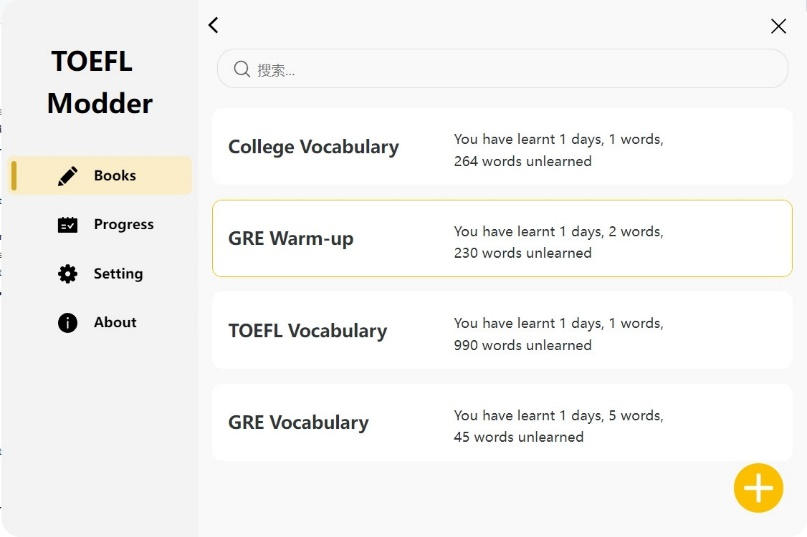 TOEFL
Modder
Books
Progress
Setting
About
搜索...
College Vocabulary
You have learnt 1 days, 1 words,
264 words unlearned
GRE Warm-up
You have learnt 1 days, 2 words,
230 words unlearned
TOEFL Vocabulary
You have learnt 1 days, 1 words,
990 words unlearned
GRE Vocabulary
You have learnt 1 days, 5 words,
45 words unlearned